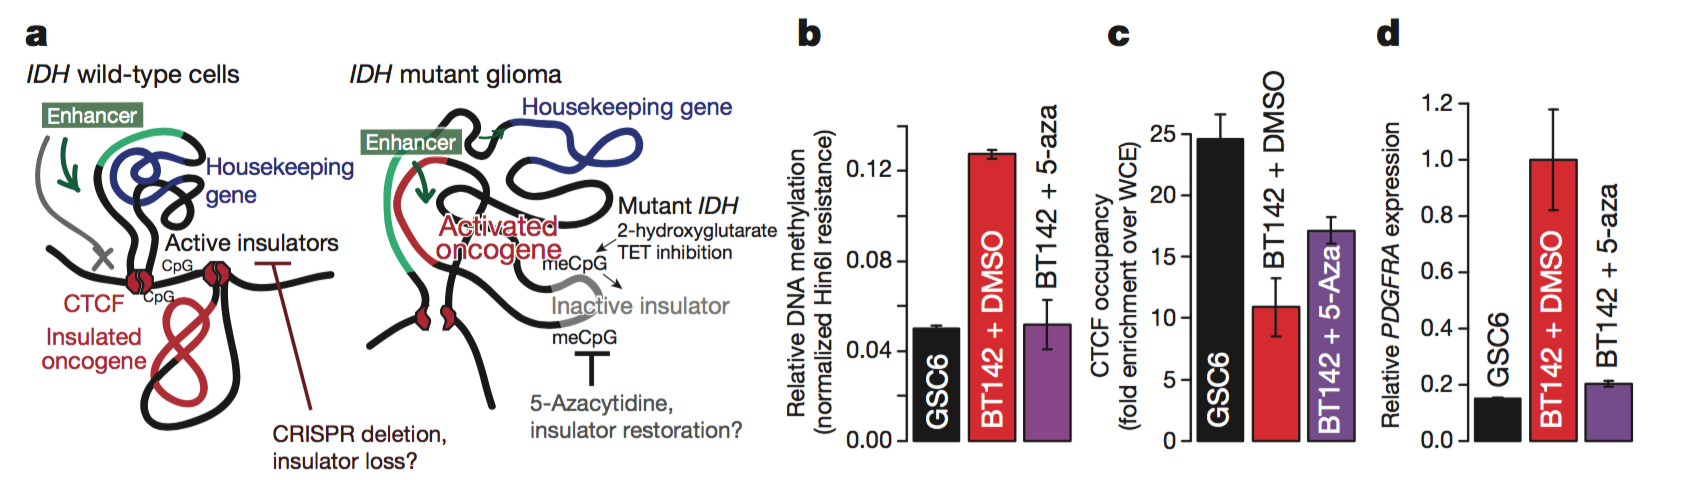 a
IDH wild-type cells
Enhancer
Housekeeping
gene
Active insulators
CpG
CpG
CTCF
Insulated
oncogene
CRISPR deletion,
insulator loss?
IDH mutant glioma
Housekeeping gene
Enhancer
Activated
oncogene
Mutant IDH
2-hydroxyglutarate
TET inhibition
meCpG
Inactive insulator
meCpG
5-Azacytidine,
insulator restoration?
b
Relative DNA methylation
(normalized Hin6I resistance)
0.12
0.08
0.04
0.00
GSC6
BT142 + DMSO
BT142 + 5-aza
c
CTCF occupancy
(fold enrichment over WCE)
25
20
15
10
5
0
GSC6
BT142 + DMSO
BT142 + 5-Aza
d
Relative PDGFRA expression
1.2
1.0
0.8
0.6
0.4
0.2
0.0
GSC6
BT142 + DMSO
BT142 + 5-aza